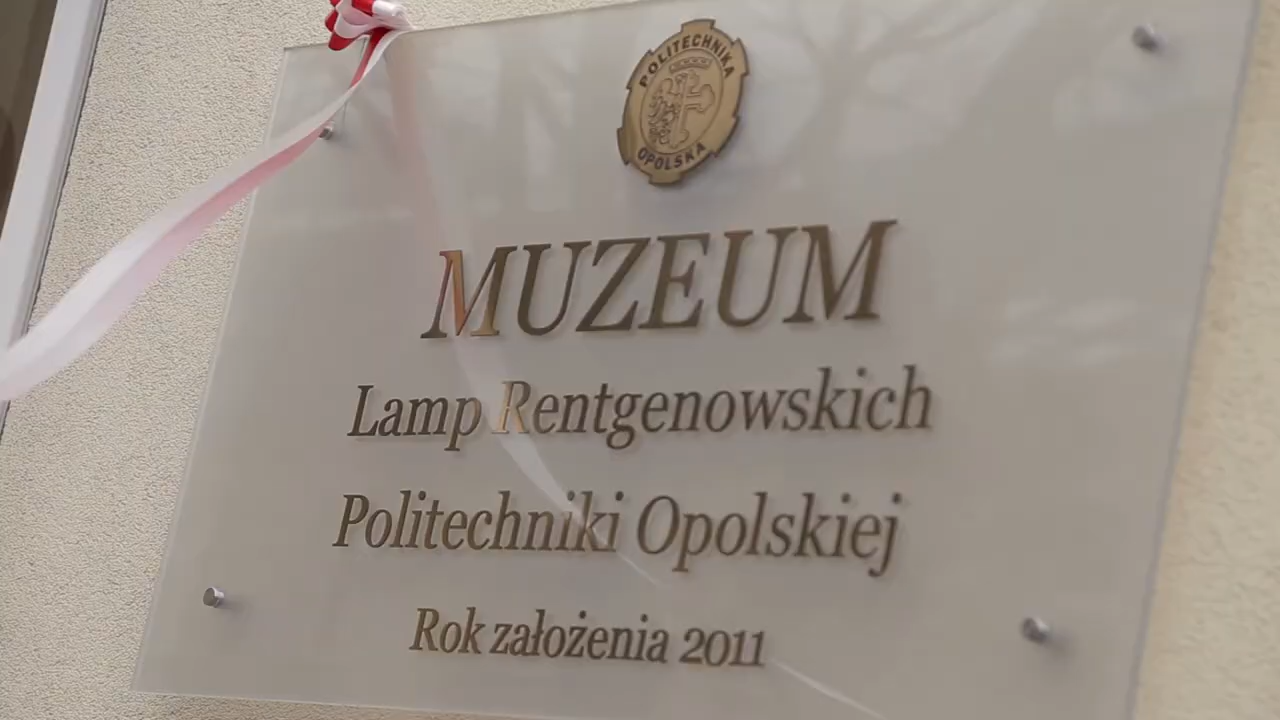 POLITECHNIKA
OPOLSKA
MUZEUM
Lamp Rentgenowskich
Politechniki Opolskiej
Rok założenia 2011